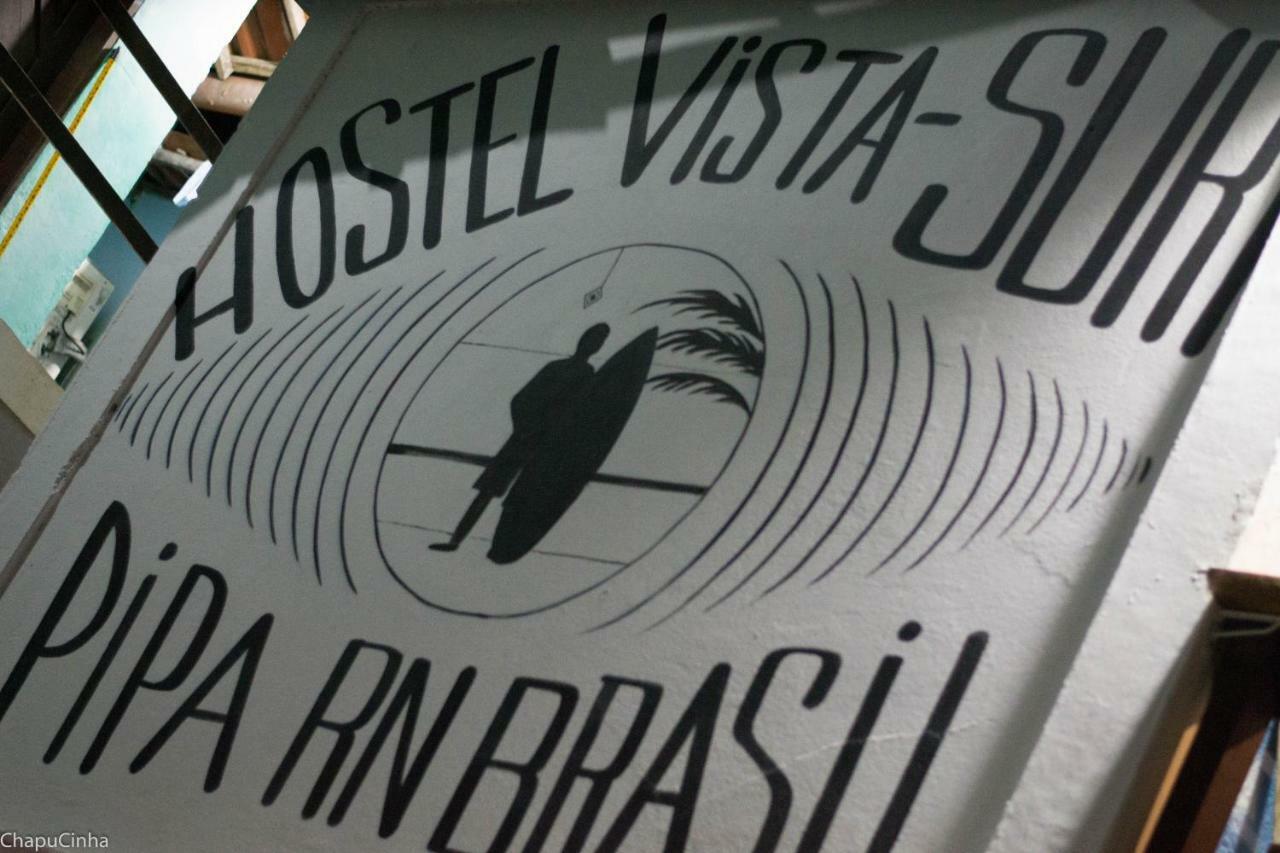 HOSTEL ViSTA-SUR
PiPA RN BRASiL
ChapuCinha